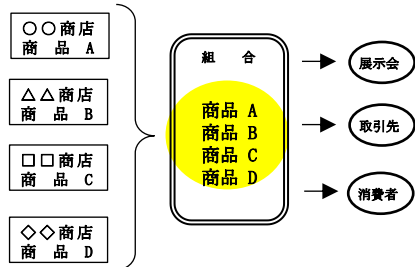 ○○商店
商品 A
△△商店
商品 B
□□商店
商品 C
◇◇商店
商品 D
組合
商品 A
商品 B
商品 C
商品 D
展示会
取引先
消費者